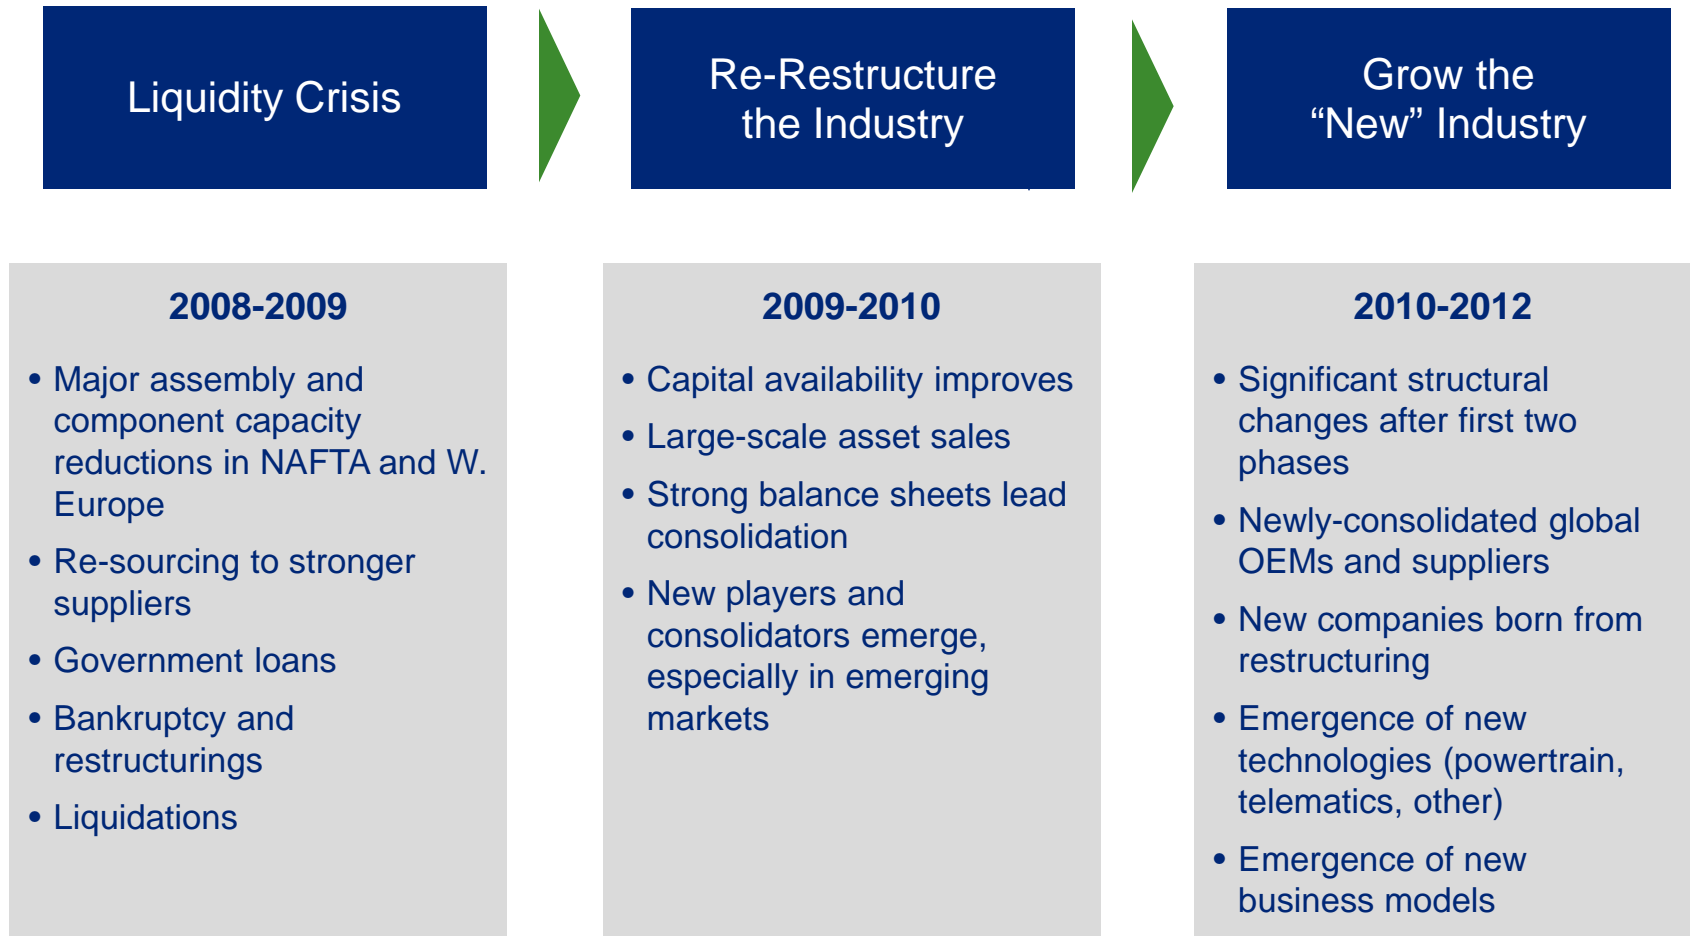 Liquidity Crisis
Re-Restructure
the Industry
Grow the
“New” Industry
2008-2009
• Major assembly and
component capacity
reductions in NAFTA and W.
Europe
• Re-sourcing to stronger
suppliers
• Government loans
• Bankruptcy and
restructurings
• Liquidations
2009-2010
• Capital availability improves
• Large-scale asset sales
• Strong balance sheets lead
consolidation
• New players and
consolidators emerge,
especially in emerging
markets
2010-2012
• Significant structural
changes after first two
phases
• Newly-consolidated global
OEMs and suppliers
• New companies born from
restructuring
• Emergence of new
technologies (powertrain,
telematics, other)
• Emergence of new
business models